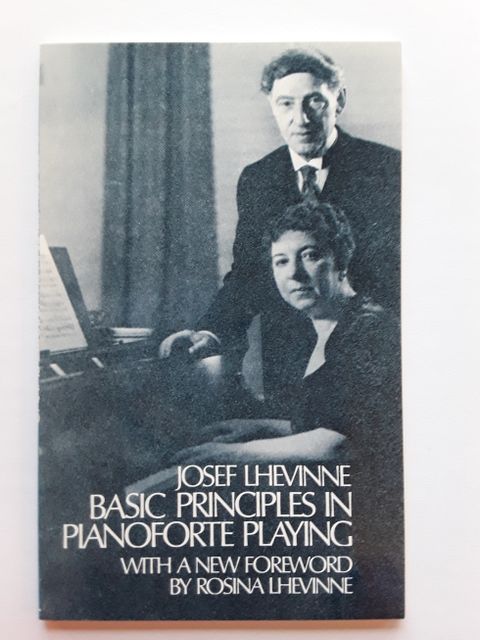 JOSEF LHEVINNE
BASIC PRINCIPLES IN
PIANOFORTE PLAYING
WITH A NEW FOREWORD
BY ROSINA LHEVINNE